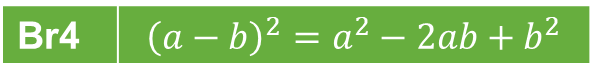 Br4 (a − b)² = a² − 2ab + b²